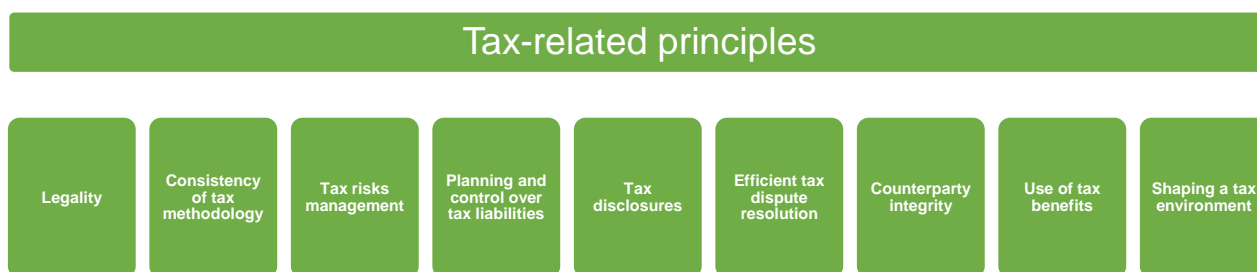 Tax-related principles
Legality
Consistency
of tax
methodology
Tax risks
management
Planning and
control over
tax liabilities
Tax
disclosures
Efficient tax
dispute
resolution
Counterparty
integrity
Use of tax
benefits
Shaping a tax
environment